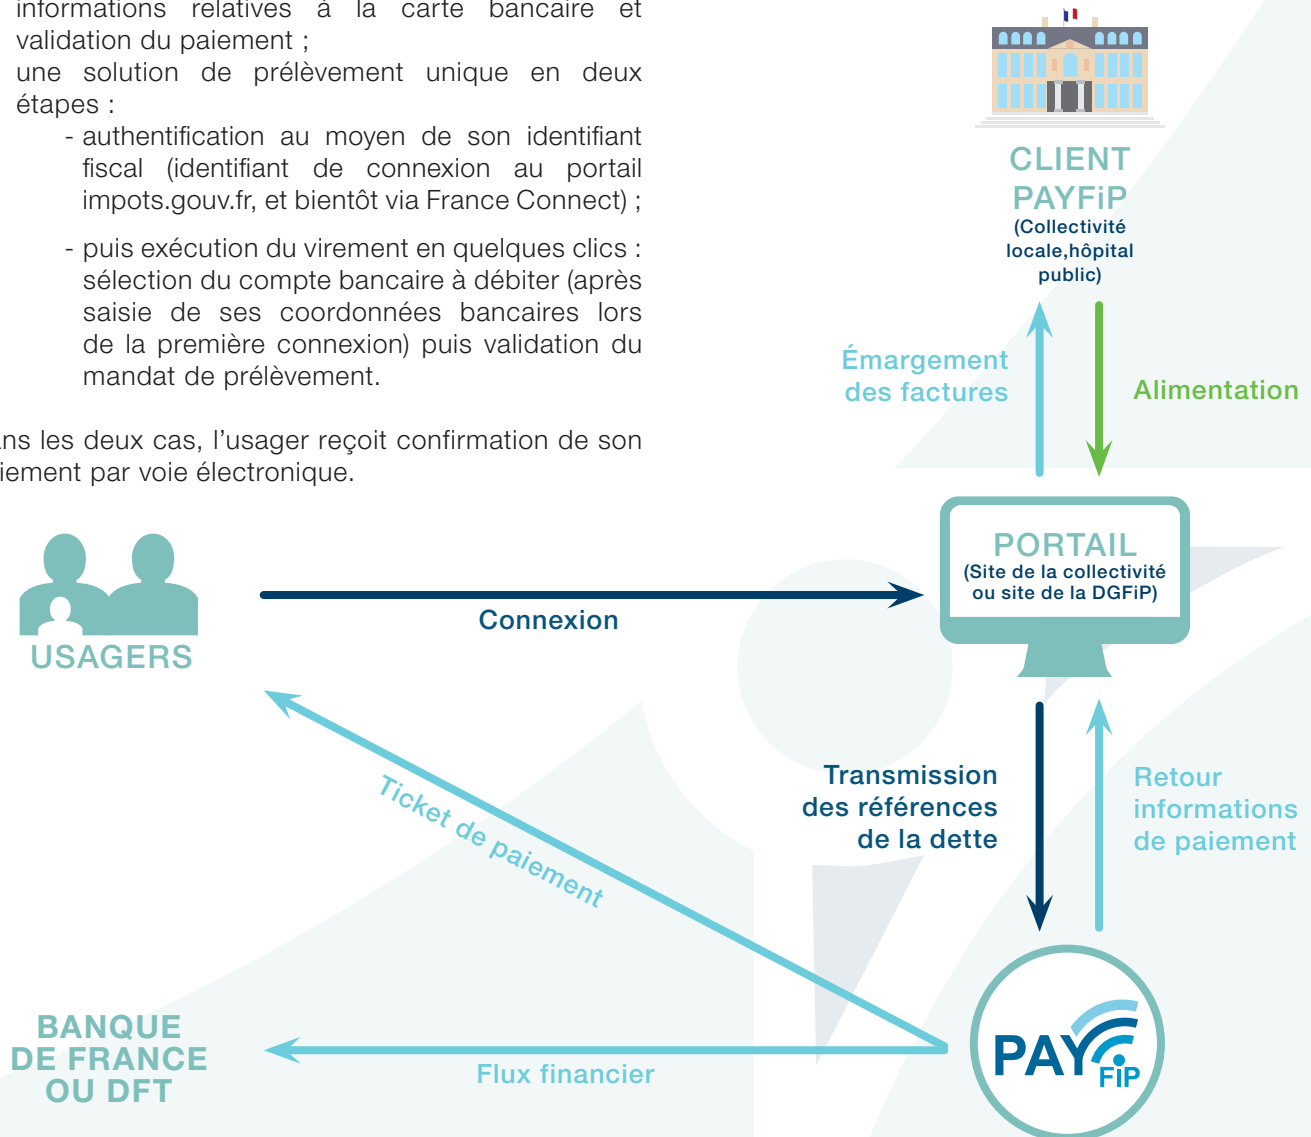 informations relatives à la carte bancaire et
validation du paiement ;
une solution de prélèvement unique en deux
étapes :
- authentification au moyen de son identifiant
fiscal (identifiant de connexion au portail
impots.gouv.fr, et bientôt via France Connect) ;
- puis exécution du virement en quelques clics :
sélection du compte bancaire à débiter (après
saisie de ses coordonnées bancaires lors
de la première connexion) puis validation du
mandat de prélèvement.
ans les deux cas, l'usager reçoit confirmation de son
iement par voie électronique.
CLIENT
PAYFiP
(Collectivité
locale,hôpital
public)
Émargement
des factures
Alimentation
PORTAIL
(Site de la collectivité
ou site de la DGFiP)
USAGERS
Connexion
Ticket de paiement
Transmission
des références
de la dette
Retour
informations
de paiement
BANQUE
DE FRANCE
OU DFT
Flux financier
PAY
FiP